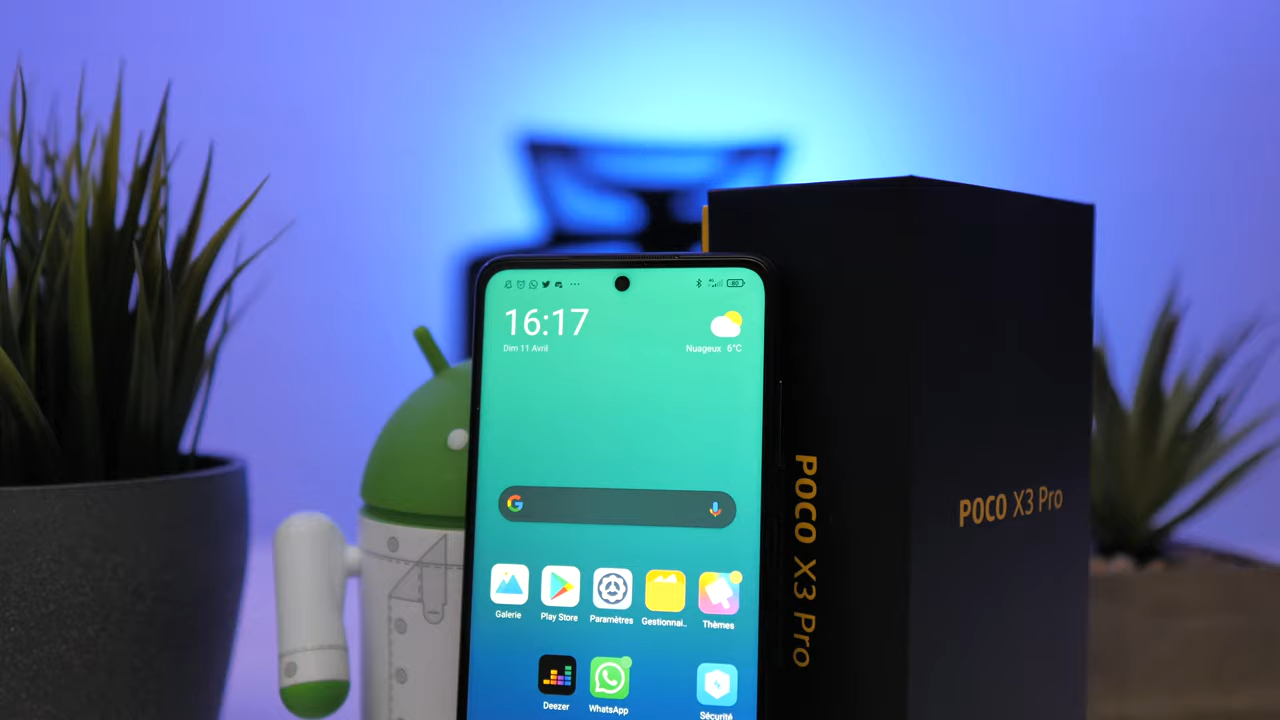 16:17
Dim 11 Avril
Nuageux 6°C
80
Galerie
Play Store
Paramètres
Gestionnai..
Thèmes
Deezer
WhatsApp
Sécurité
POCO X3 Pro
POCO X3 Pro